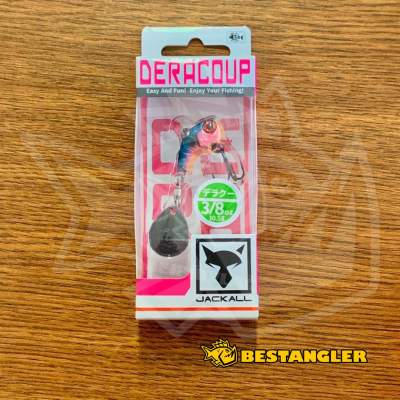 DERACOUP
Easy And Fun! Enjoy Your Fishing!
デラクー
3/8oz
10.5g
JACKALL
BESTANGLER